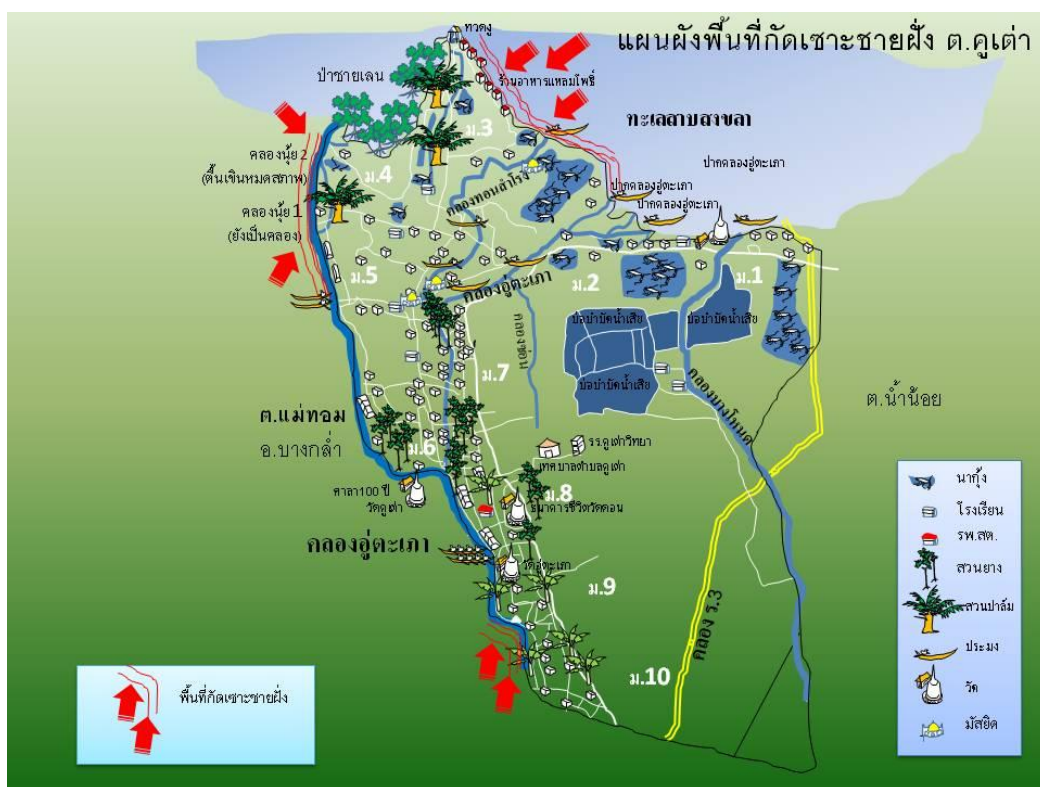 แผนผังพื้นที่กัดเซาะชายฝั่ง ต.คูเต่า
ทวดงู
ป่าชายเลน
ร้านอาหารแหลมโพธิ์
ทะเลสาบสงขลา
ม.3
คลองนุ้ย 2
(ตื้นเขินหมดสภาพ)
ม.4
ปากคลองอู่ตะเภา
ปากคลองอู่ตะเภา
ปากคลองอู่ตะเภา
คลองนุ้ย 1
(ยังเป็นคลอง)
ม.5
คลองอู่ตะเภา
ม.2
ม.1
บ่อบำบัดน้ำเสีย
บ่อบำบัดน้ำเสีย
ม.7
บ่อบำบัดน้ำเสีย
คลองบางโหนด
ต.น้ำน้อย
ต.แม่ทอม
อ.บางกล่ำ
ม.6
รร.คูเต่าวิทยา
เทศบาลตำบลคูเต่า
ศาลา 100 ปี
วัดคูเต่า
ม.8
ธนาคารชีวิตวัดดอน
คลองอู่ตะเภา
วัดอู่ตะเภา
ม.9
คลอง ร.3
ม.10
นากุ้ง
โรงเรียน
รพ.สต.
สวนยาง
สวนปาล์ม
ประมง
วัด
มัสยิด
พื้นที่กัดเซาะชายฝั่ง